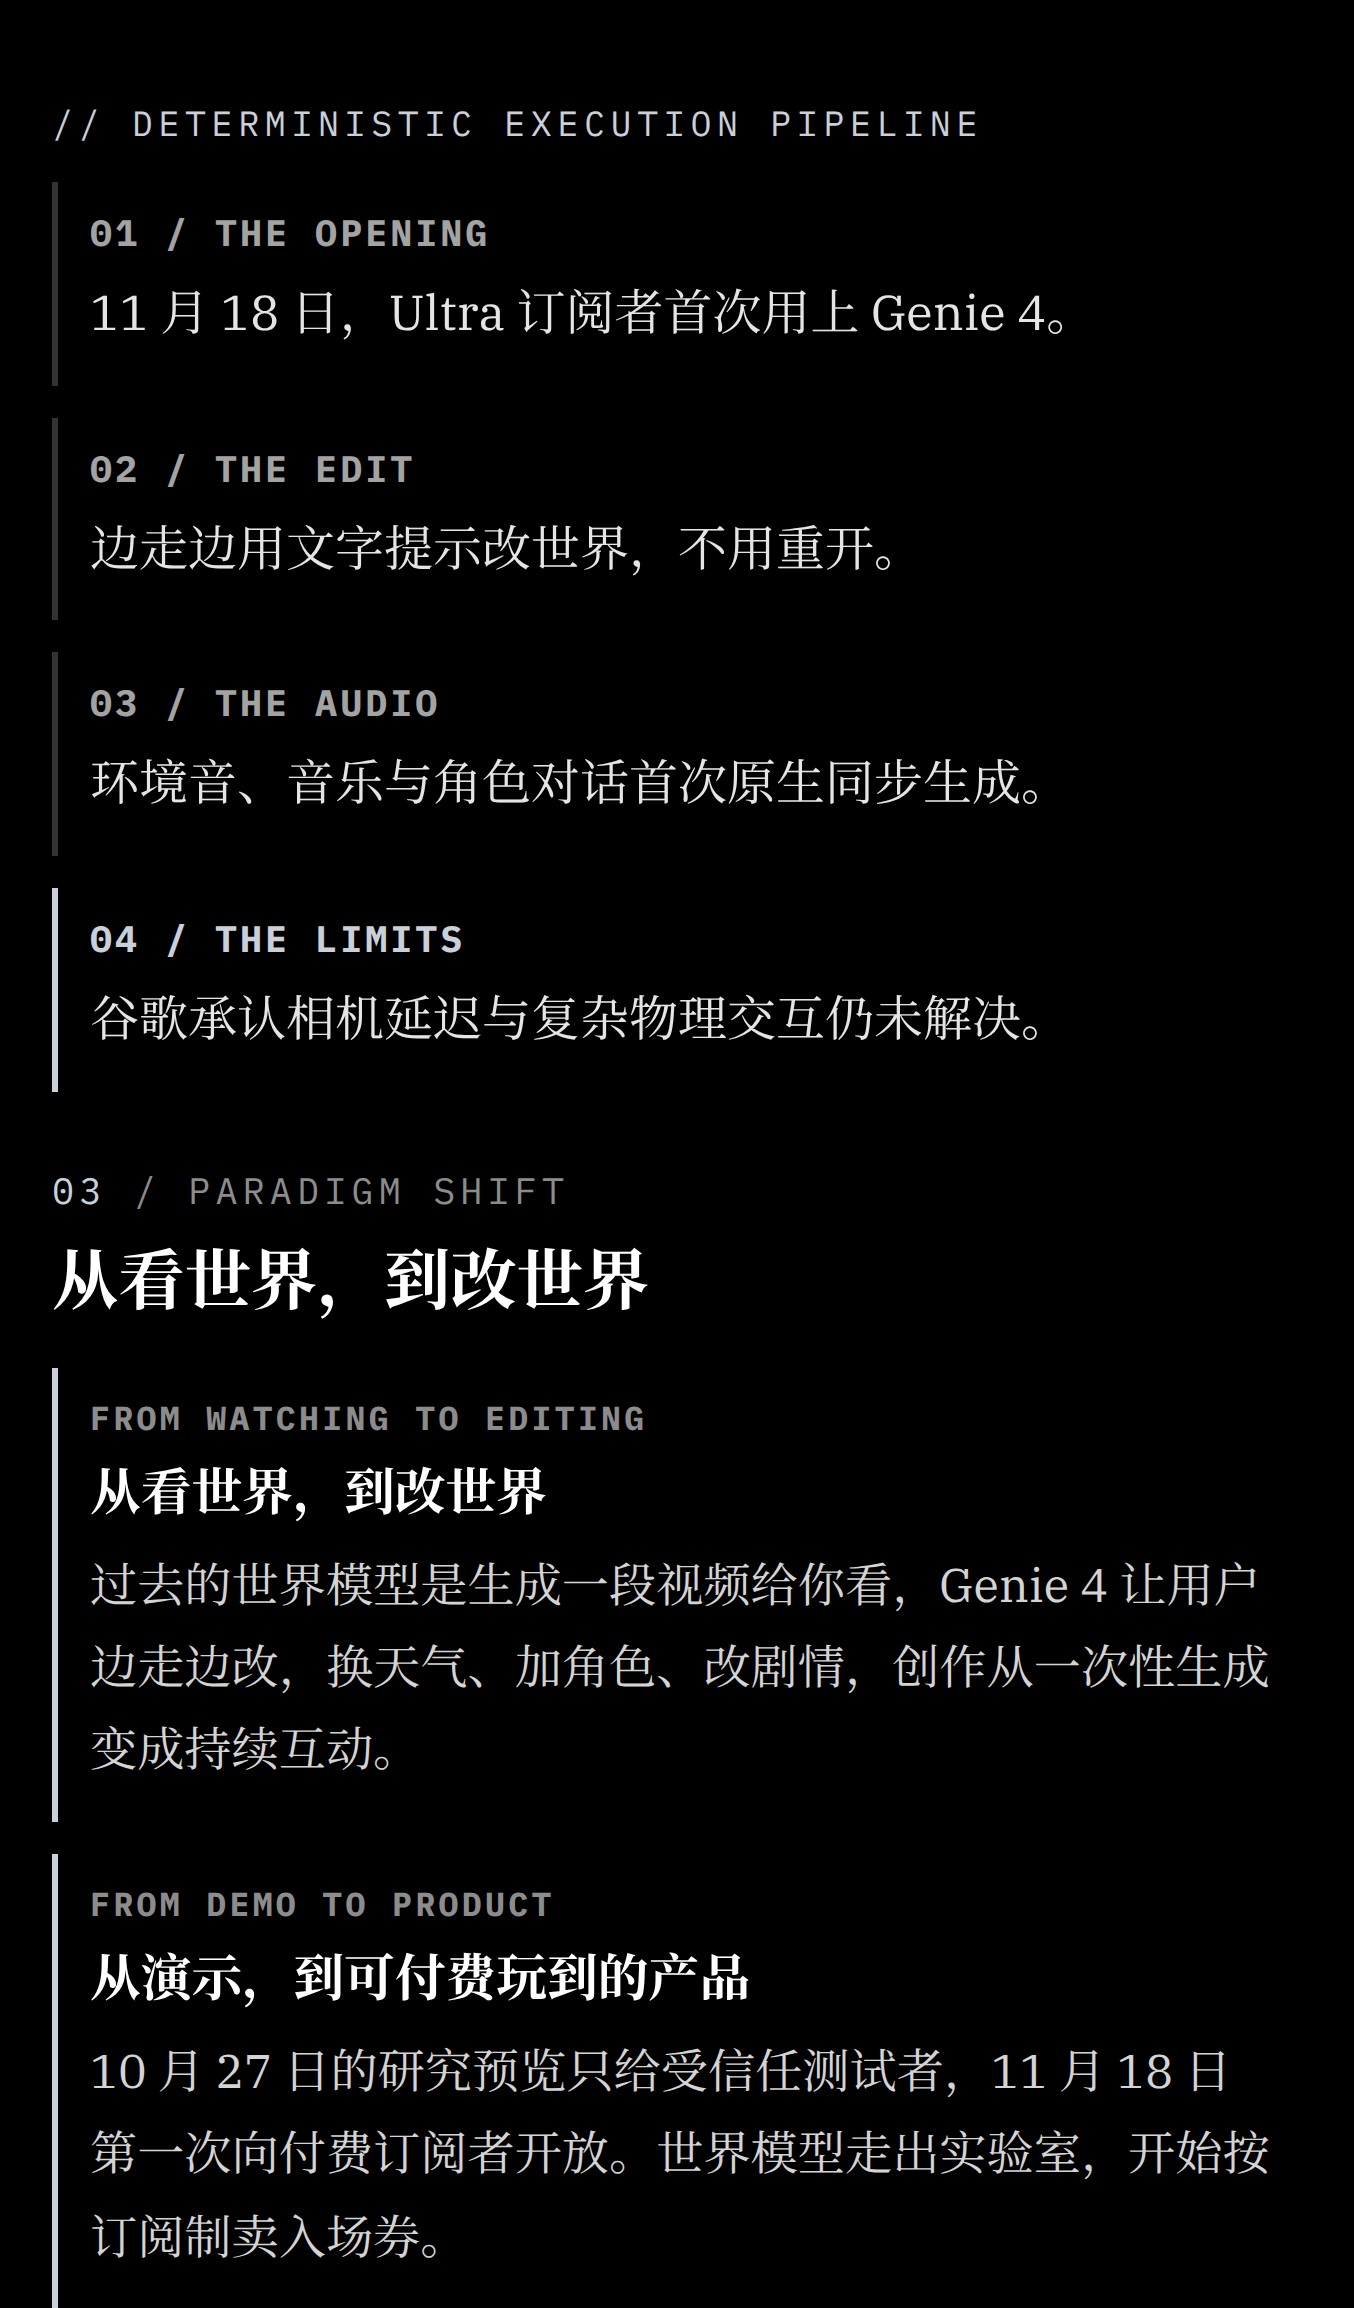 // DETERMINISTIC EXECUTION PIPELINE
01 / THE OPENING
11 月 18 日，Ultra 订阅者首次用上 Genie 4。
02 / THE EDIT
边走边用文字提示改世界，不用重开。
03 / THE AUDIO
环境音、音乐与角色对话首次原生同步生成。
04 / THE LIMITS
谷歌承认相机延迟与复杂物理交互仍未解决。
03 / PARADIGM SHIFT
从看世界，到改世界
FROM WATCHING TO EDITING
从看世界，到改世界
过去的世界模型是生成一段视频给你看，Genie 4 让用户
边走边改，换天气、加角色、改剧情，创作从一次性生成
变成持续互动。
FROM DEMO TO PRODUCT
从演示，到可付费玩到的产品
10 月 27 日的研究预览只给受信任测试者，11 月 18 日
第一次向付费订阅者开放。世界模型走出实验室，开始按
订阅制卖入场券。